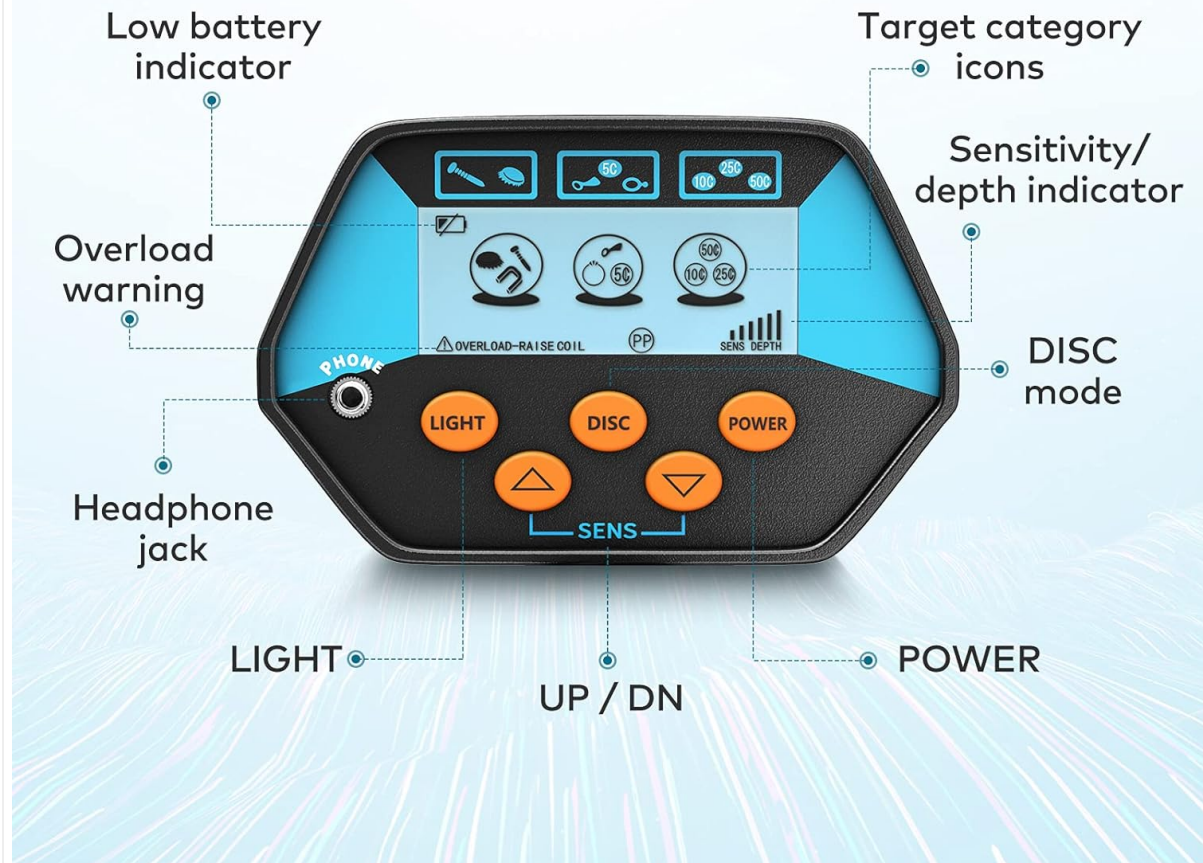 Low battery
indicator
Target category
icons
Sensitivity/
depth indicator
Overload
warning
5¢
10¢ 25¢ 50¢
5¢
50¢
10¢ 25¢
OVERLOAD-RAISE COIL
PP
SENS DEPTH
PHONE
DISC
mode
LIGHT
DISC
POWER
SENS
Headphone
jack
LIGHT
UP / DN
POWER